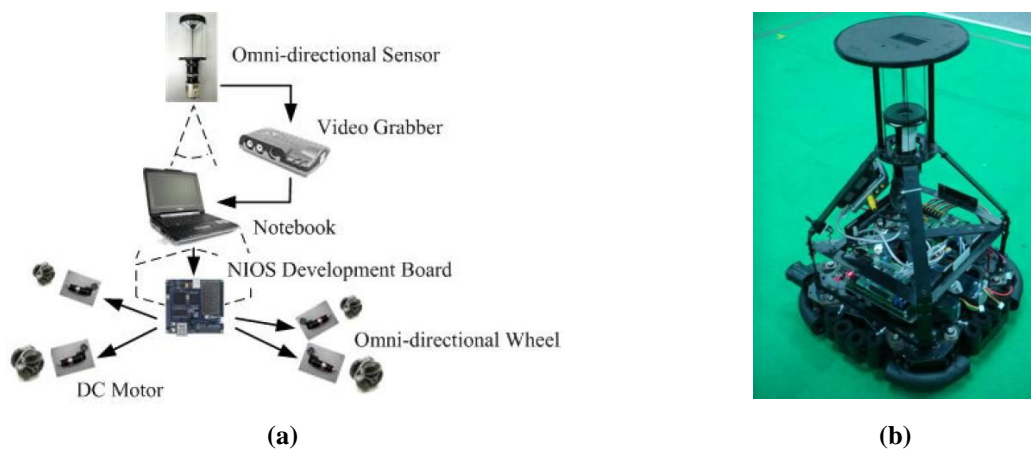 Omni-directional Sensor
Video Grabber
Notebook
NIOS Development Board
Omni-directional Wheel
DC Motor
(a)
(b)